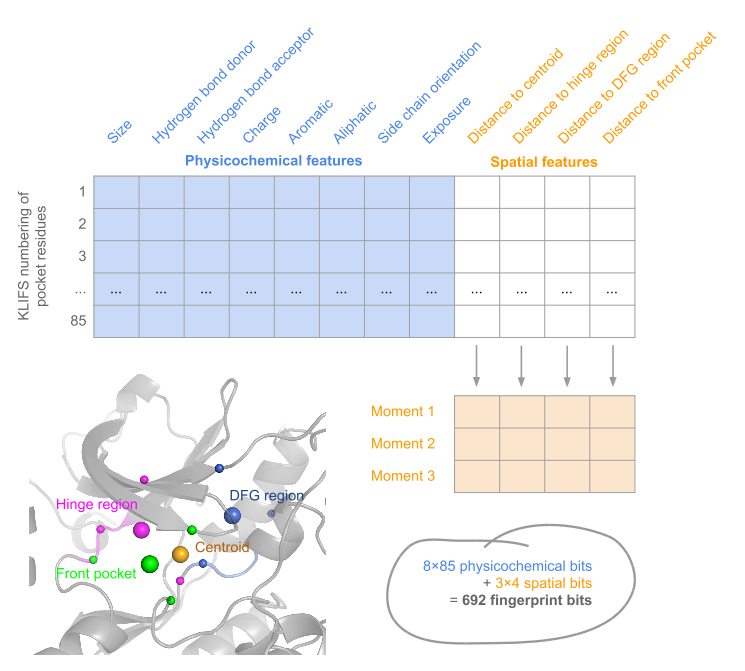 Size
Hydrogen bond donor
Hydrogen bond acceptor
Charge
Aromatic
Aliphatic
Side chain orientation
Exposure
Distance to centroid
Distance to hinge region
Distance to DFG region
Distance to front pocket
Physicochemical features
Spatial features
KLIFS numbering of
pocket residues
1
2
3
... ... ... ... ... ... ... ... ... ... ... ... ...
85
Moment 1
Moment 2
Moment 3
Hinge region
DFG region
Centroid
Front pocket
8×85 physicochemical bits
+ 3×4 spatial bits
= 692 fingerprint bits